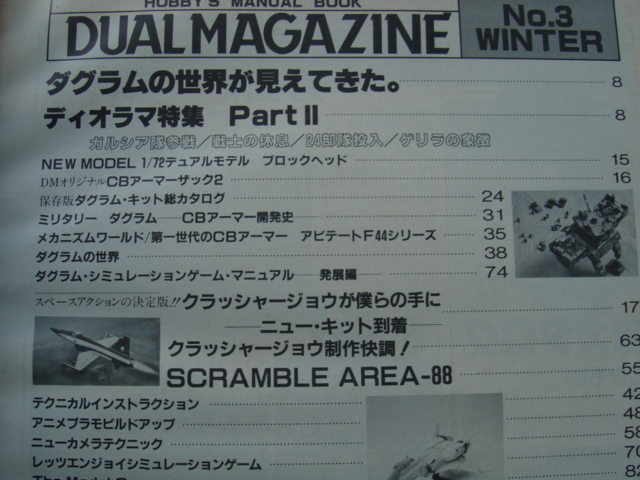 HOBBY'S MANUAL BOOK
DUALMAGAZINE
No.3
WINTER
ダグラムの世界が見えてきた。 8
ディオラマ特集 Part II 8
ガルシア隊参戦/戦士の休息/24部隊投入/ゲリラの象徴
NEW MODEL 1/72デュアルモデル ブロックヘッド 15
DMオリジナルCBアーマーザック2 16
保存版ダグラム・キット総カタログ 24
ミリタリー ダグラム──CBアーマー開発史─ 31
メカニズムワールド/第一世代のCBアーマー アビテートF44シリーズ 35
ダグラムの世界 38
ダグラム・シミュレーションゲーム・マニュアル──発展編─ 74
スペースアクションの決定版!!クラッシャージョウが僕らの手に 17
──ニュー・キット到着──
クラッシャージョウ制作快調! 63
SCRAMBLE AREA-88 55
テクニカルインストラクション 42
アニメプラモビルドアップ 48
ニューカメラテクニック 58
レッツエンジョイシミュレーションゲーム 70
The Model 82